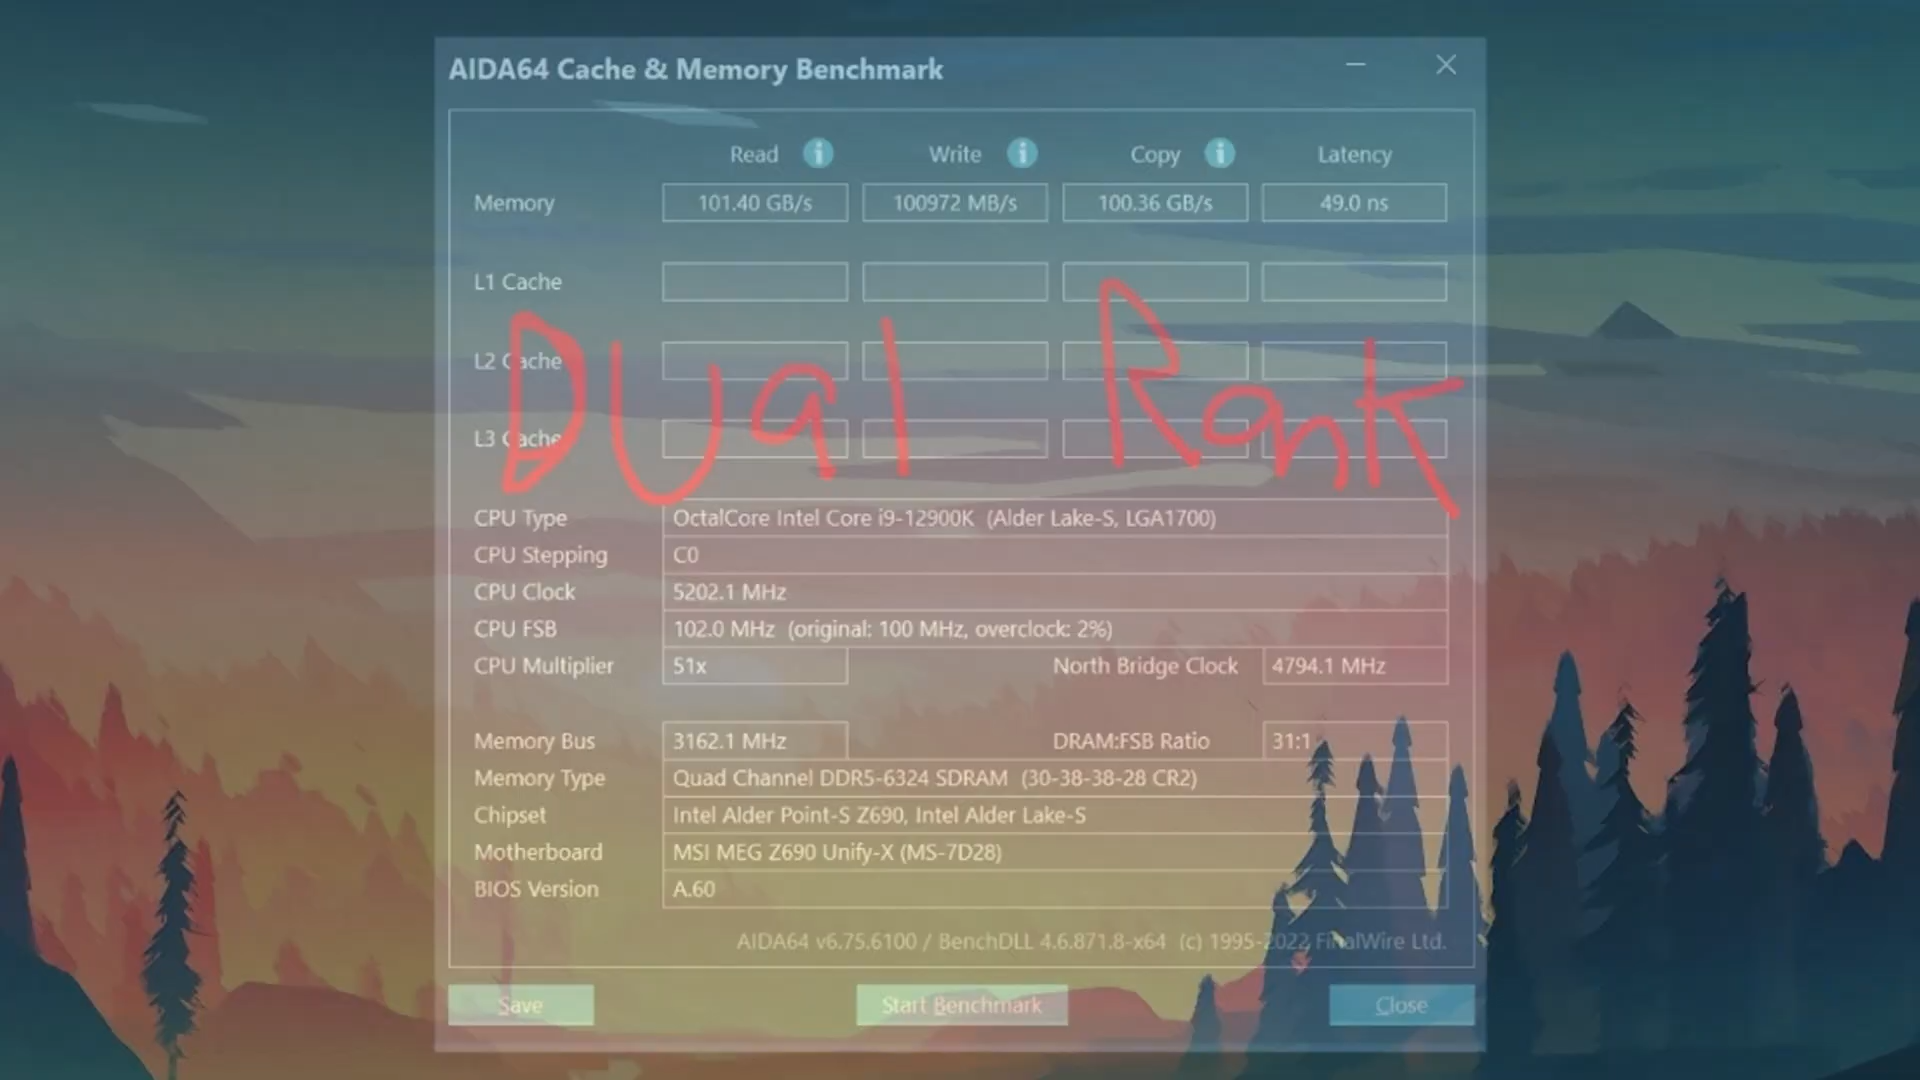 AIDA64 Cache & Memory Benchmark
Read Write Copy Latency
Memory 101.40 GB/s 100972 MB/s 100.36 GB/s 49.0 ns
L1 Cache
L2 Cache
L3 Cache
Dual Rank
CPU Type OctalCore Intel Core i9-12900K (Alder Lake-S, LGA1700)
CPU Stepping C0
CPU Clock 5202.1 MHz
CPU FSB 102.0 MHz (original: 100 MHz, overclock: 2%)
CPU Multiplier 51x North Bridge Clock 4794.1 MHz
Memory Bus 3162.1 MHz DRAM:FSB Ratio 31:1
Memory Type Quad Channel DDR5-6324 SDRAM (30-38-38-28 CR2)
Chipset Intel Alder Point-S Z690, Intel Alder Lake-S
Motherboard MSI MEG Z690 Unify-X (MS-7D28)
BIOS Version A.60
AIDA64 v6.75.6100 / BenchDLL 4.6.871.8-x64 (c) 1995-2022 FinalWire Ltd.
Save Start Benchmark Close